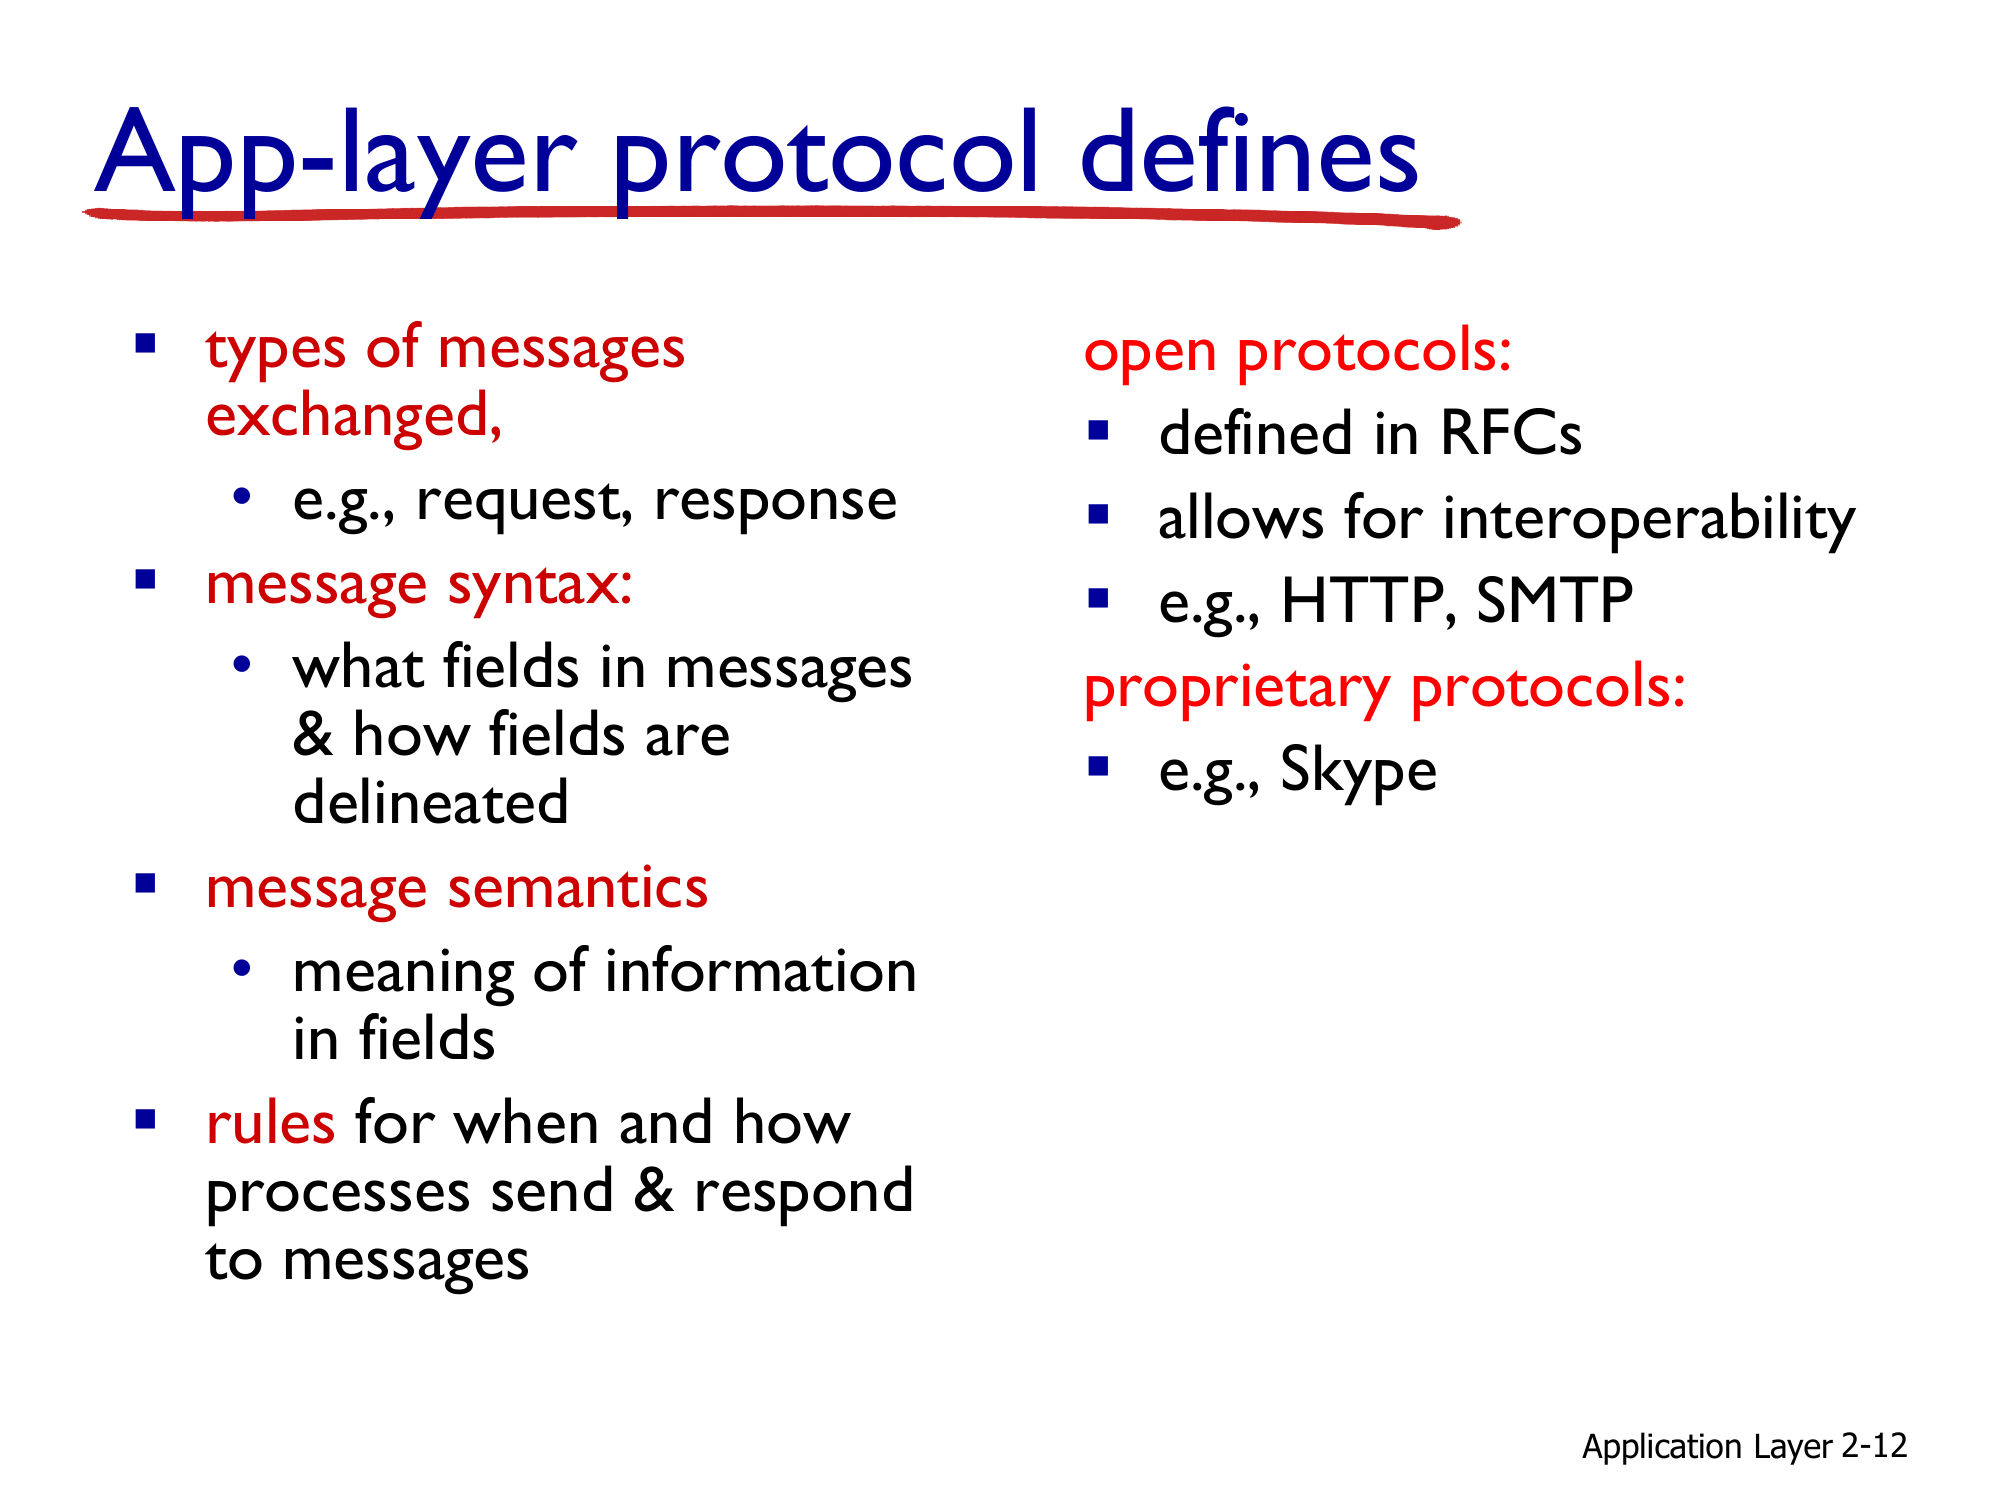 App-layer protocol defines
▪ types of messages
exchanged,
• e.g., request, response
▪ message syntax:
• what fields in messages
& how fields are
delineated
▪ message semantics
• meaning of information
in fields
▪ rules for when and how
processes send & respond
to messages
open protocols:
▪ defined in RFCs
▪ allows for interoperability
▪ e.g., HTTP, SMTP
proprietary protocols:
▪ e.g., Skype
Application Layer 2-12